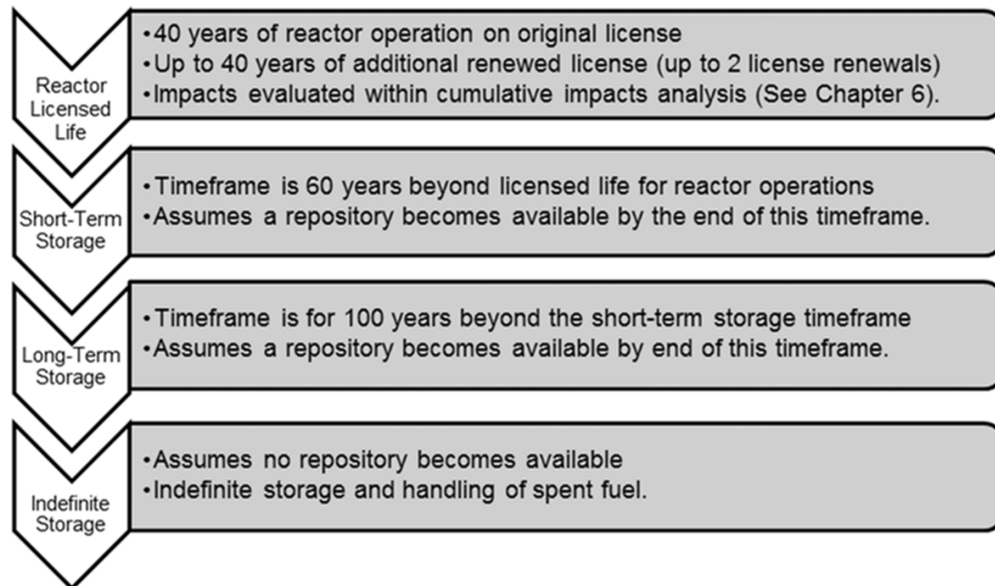 Reactor
Licensed
Life
•40 years of reactor operation on original license
•Up to 40 years of additional renewed license (up to 2 license renewals)
•Impacts evaluated within cumulative impacts analysis (See Chapter 6).
Short-Term
Storage
•Timeframe is 60 years beyond licensed life for reactor operations
•Assumes a repository becomes available by the end of this timeframe.
Long-Term
Storage
•Timeframe is for 100 years beyond the short-term storage timeframe
•Assumes a repository becomes available by end of this timeframe.
Indefinite
Storage
•Assumes no repository becomes available
•Indefinite storage and handling of spent fuel.